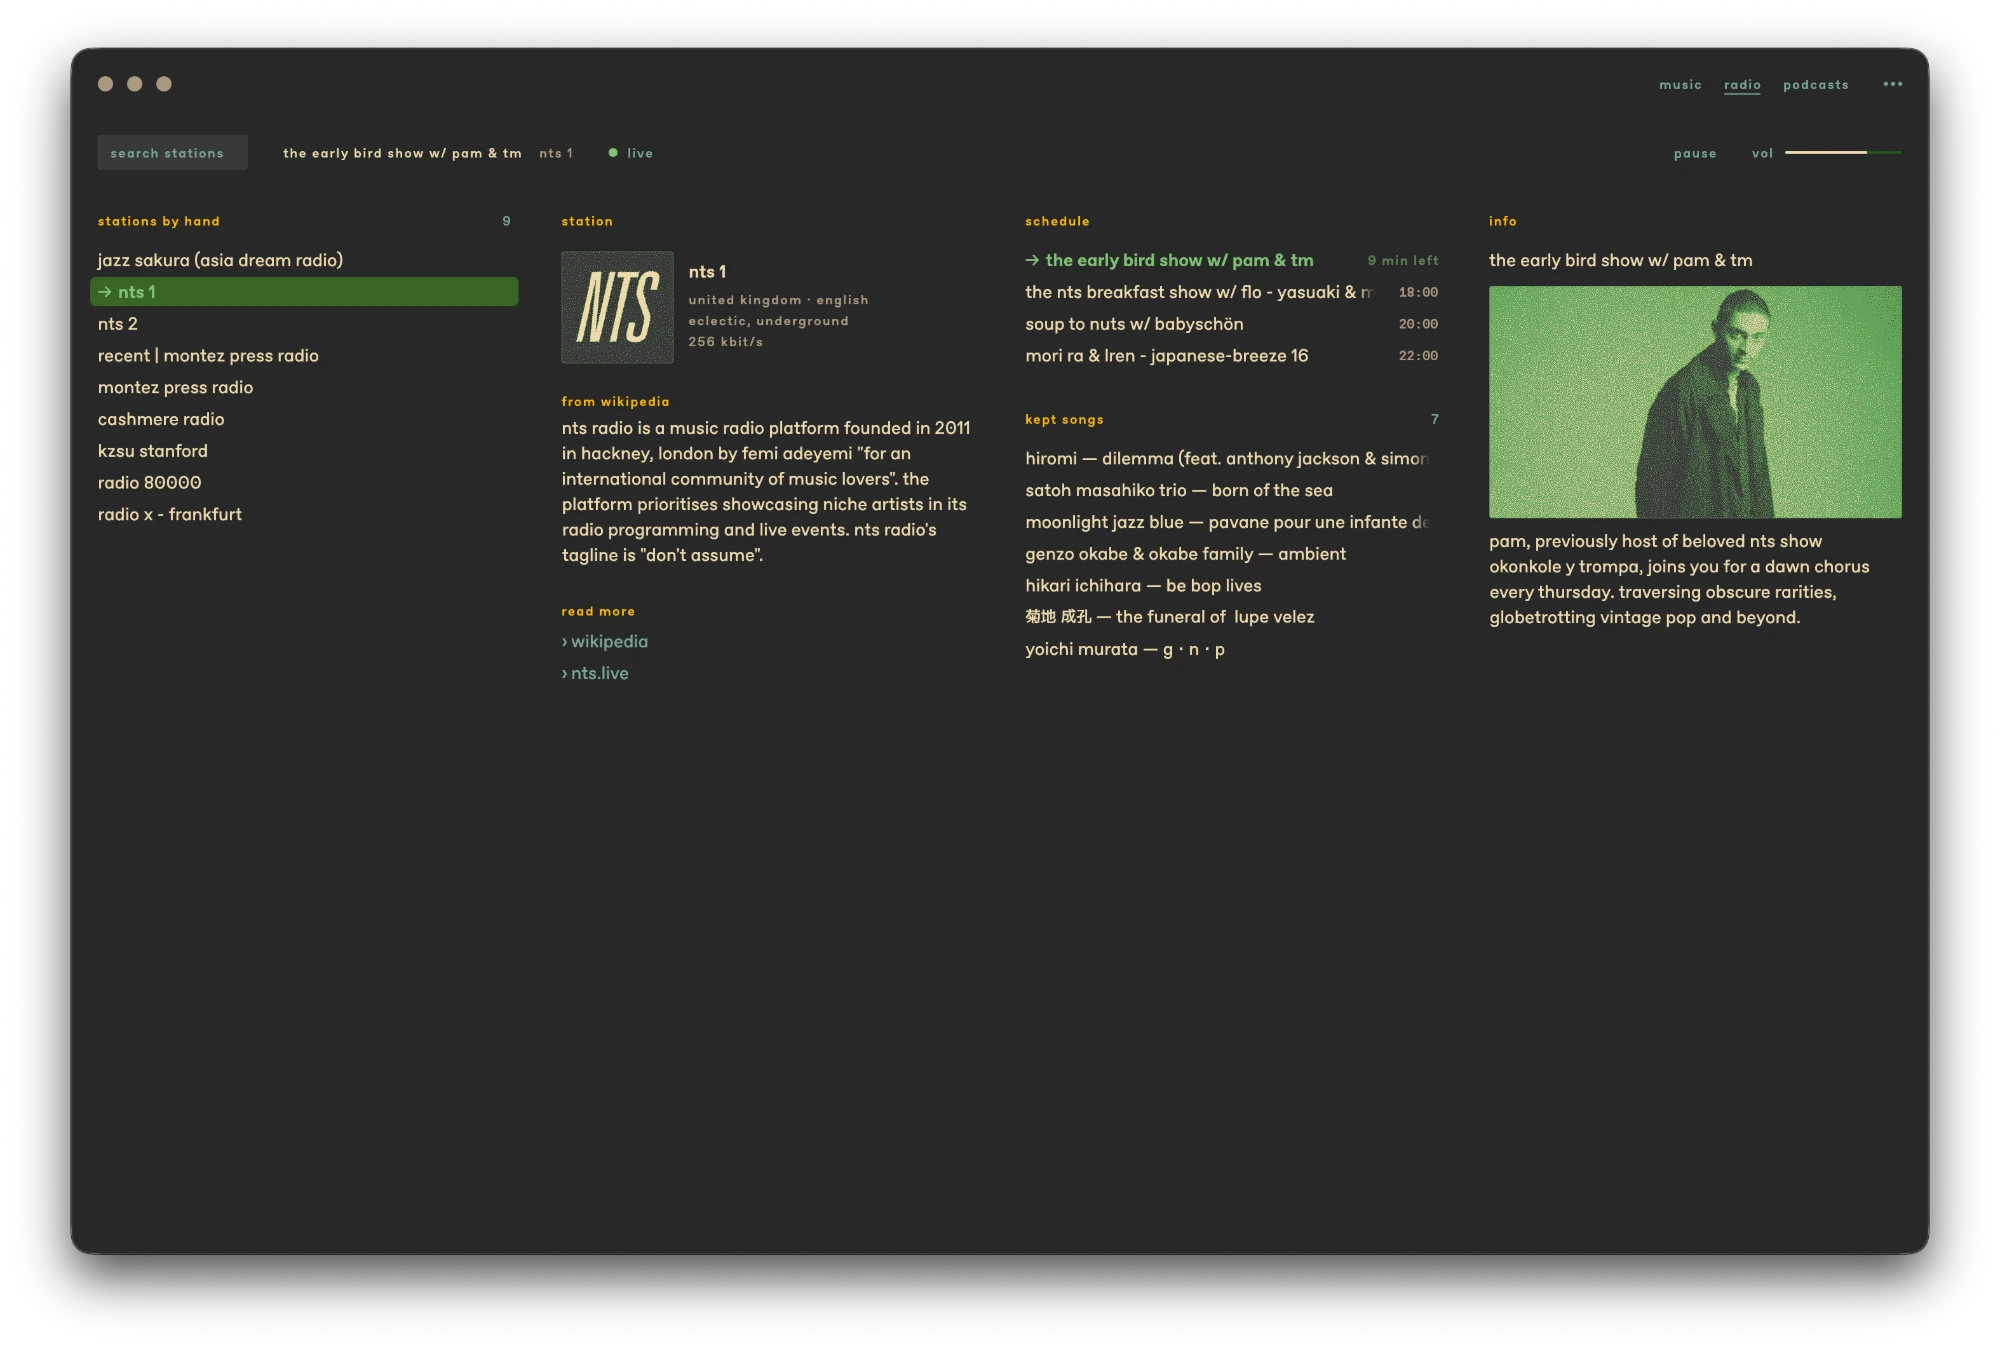 music radio podcasts
search stations the early bird show w/ pam & tm nts 1 live pause vol
stations by hand 9
jazz sakura (asia dream radio)
→ nts 1
nts 2
recent | montez press radio
montez press radio
cashmere radio
kzsu stanford
radio 80000
radio x - frankfurt
station
NTS
nts 1
united kingdom · english
eclectic, underground
256 kbit/s
from wikipedia
nts radio is a music radio platform founded in 2011
in hackney, london by femi adeyemi "for an
international community of music lovers". the
platform prioritises showcasing niche artists in its
radio programming and live events. nts radio's
tagline is "don't assume".
read more
› wikipedia
› nts.live
schedule
→ the early bird show w/ pam & tm 9 min left
the nts breakfast show w/ flo - yasuaki & m 18:00
soup to nuts w/ babyschön 20:00
mori ra & lren - japanese-breeze 16 22:00
kept songs 7
hiromi — dilemma (feat. anthony jackson & simon
satoh masahiko trio — born of the sea
moonlight jazz blue — pavane pour une infante de
genzo okabe & okabe family — ambient
hikari ichihara — be bop lives
菊地 成孔 — the funeral of lupe velez
yoichi murata — g · n · p
info
the early bird show w/ pam & tm
pam, previously host of beloved nts show
okonkole y trompa, joins you for a dawn chorus
every thursday. traversing obscure rarities,
globetrotting vintage pop and beyond.